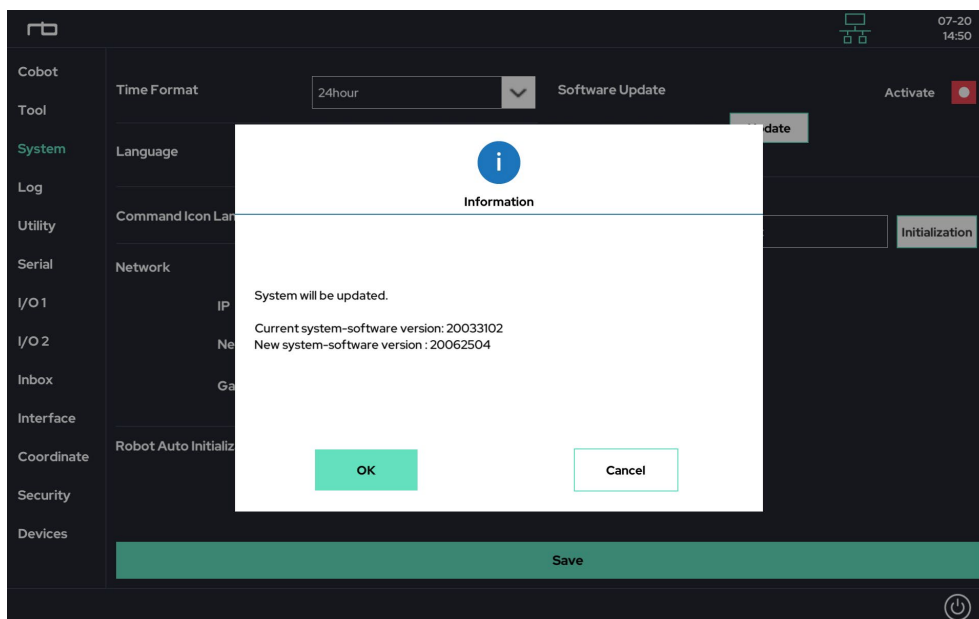 rb
07-20
14:50
Cobot
Tool
System
Log
Utility
Serial
I/O 1
I/O 2
Inbox
Interface
Coordinate
Security
Devices
Time Format
24hour
Software Update
Activate
Language
Command Icon Lan
Initialization
Network
IP
Ne
Ga
Robot Auto Initializ
Information
System will be updated.
Current system-software version: 20033102
New system-software version : 20062504
OK
Cancel
Save